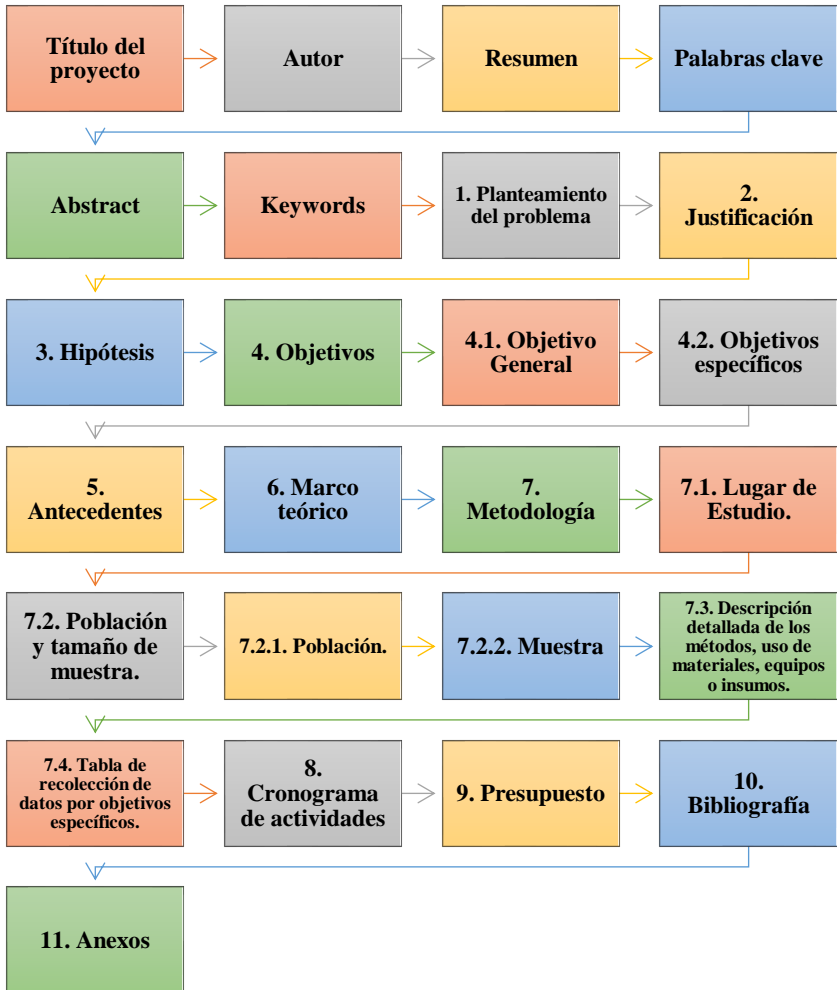 Título del
proyecto
Autor
Resumen
Palabras clave
Abstract
Keywords
1. Planteamiento
del problema
2.
Justificación
3. Hipótesis
4. Objetivos
4.1. Objetivo
General
4.2. Objetivos
específicos
5.
Antecedentes
6. Marco
teórico
7.
Metodología
7.1. Lugar de
Estudio.
7.2. Población
y tamaño de
muestra.
7.2.1. Población.
7.2.2. Muestra
7.3. Descripción
detallada de los
métodos, uso de
materiales, equipos
o insumos.
7.4. Tabla de
recolección de
datos por objetivos
específicos.
8.
Cronograma
de actividades
9. Presupuesto
10.
Bibliografía
11. Anexos